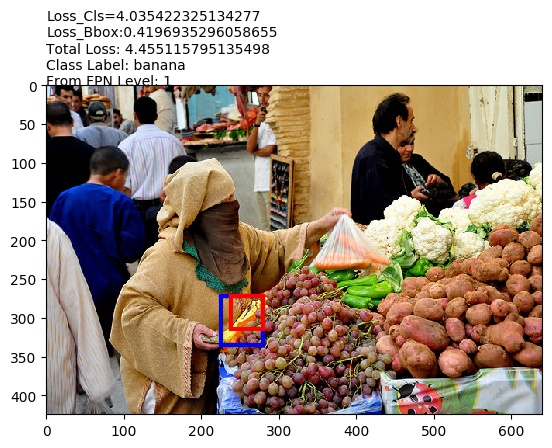 Loss_Cls=4.035422325134277
Loss_Bbox:0.4196935296058655
Total Loss: 4.455115795135498
Class Label: banana
From FPN Level: 1
0
50
100
150
200
250
300
350
400
0 100 200 300 400 500 600